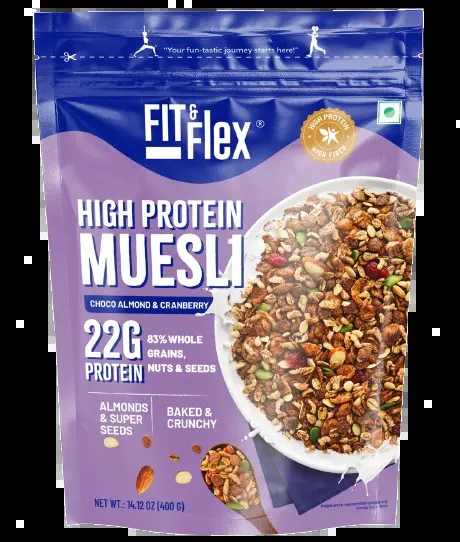 "Your fun-tastic journey starts here!"
FIT & Flex ®
HIGH PROTEIN
HIGH FIBER
HIGH PROTEIN
MUESLI
CHOCO ALMOND & CRANBERRY
22G
PROTEIN
83% WHOLE
GRAINS,
NUTS & SEEDS
ALMONDS
& SUPER
SEEDS
BAKED &
CRUNCHY
NET WT.: 14.12 OZ (400 G)